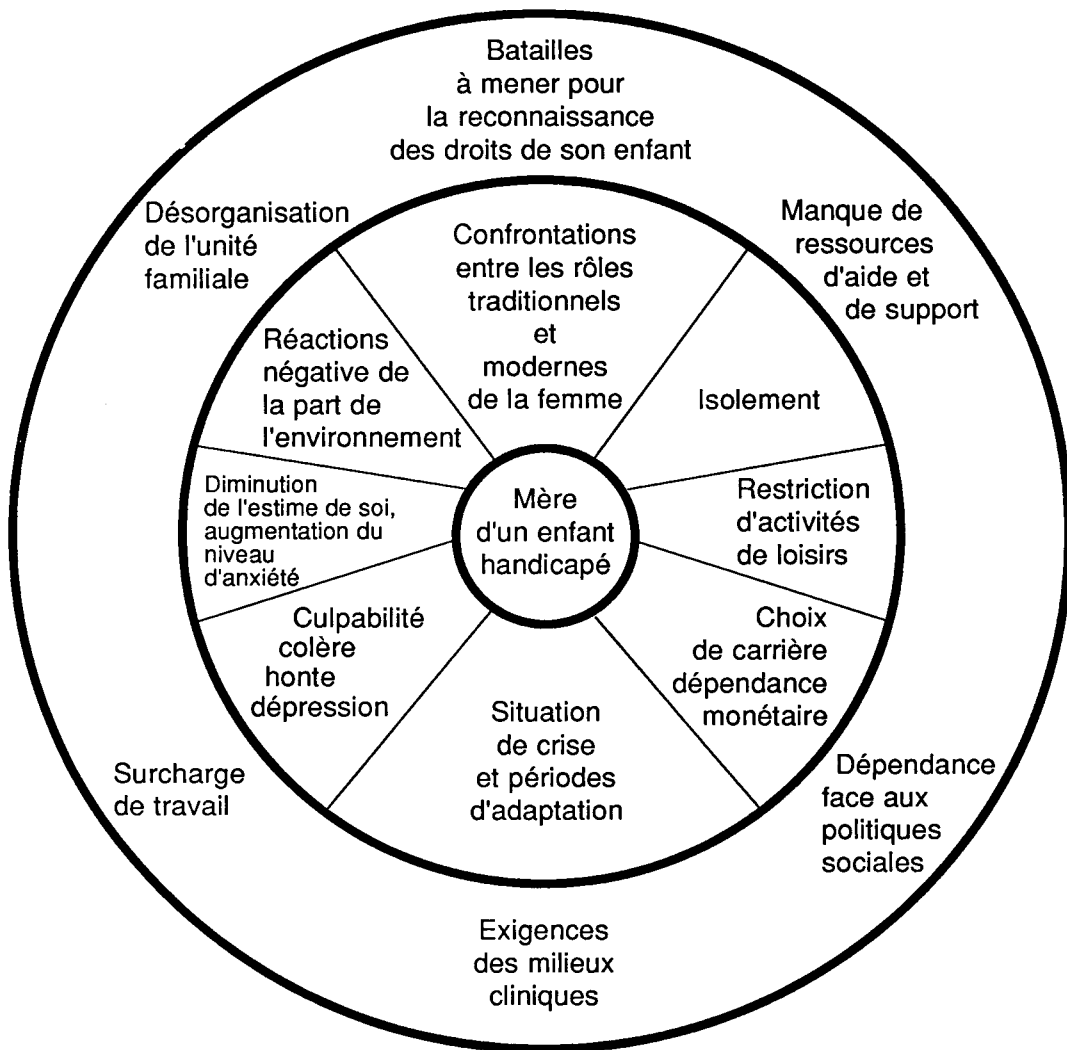 Batailles
à mener pour
la reconnaissance
des droits de son enfant
Désorganisation
de l'unité
familiale
Manque de
ressources
d'aide et
de support
Confrontations
entre les rôles
traditionnels
et
modernes
de la femme
Réactions
négative de
la part de
l'environnement
Isolement
Diminution
de l'estime de soi,
augmentation du
niveau
d'anxiété
Mère
d'un enfant
handicapé
Restriction
d'activités
de loisirs
Culpabilité
colère
honte
dépression
Choix
de carrière
dépendance
monétaire
Situation
de crise
et périodes
d'adaptation
Surcharge
de travail
Dépendance
face aux
politiques
sociales
Exigences
des milieux
cliniques